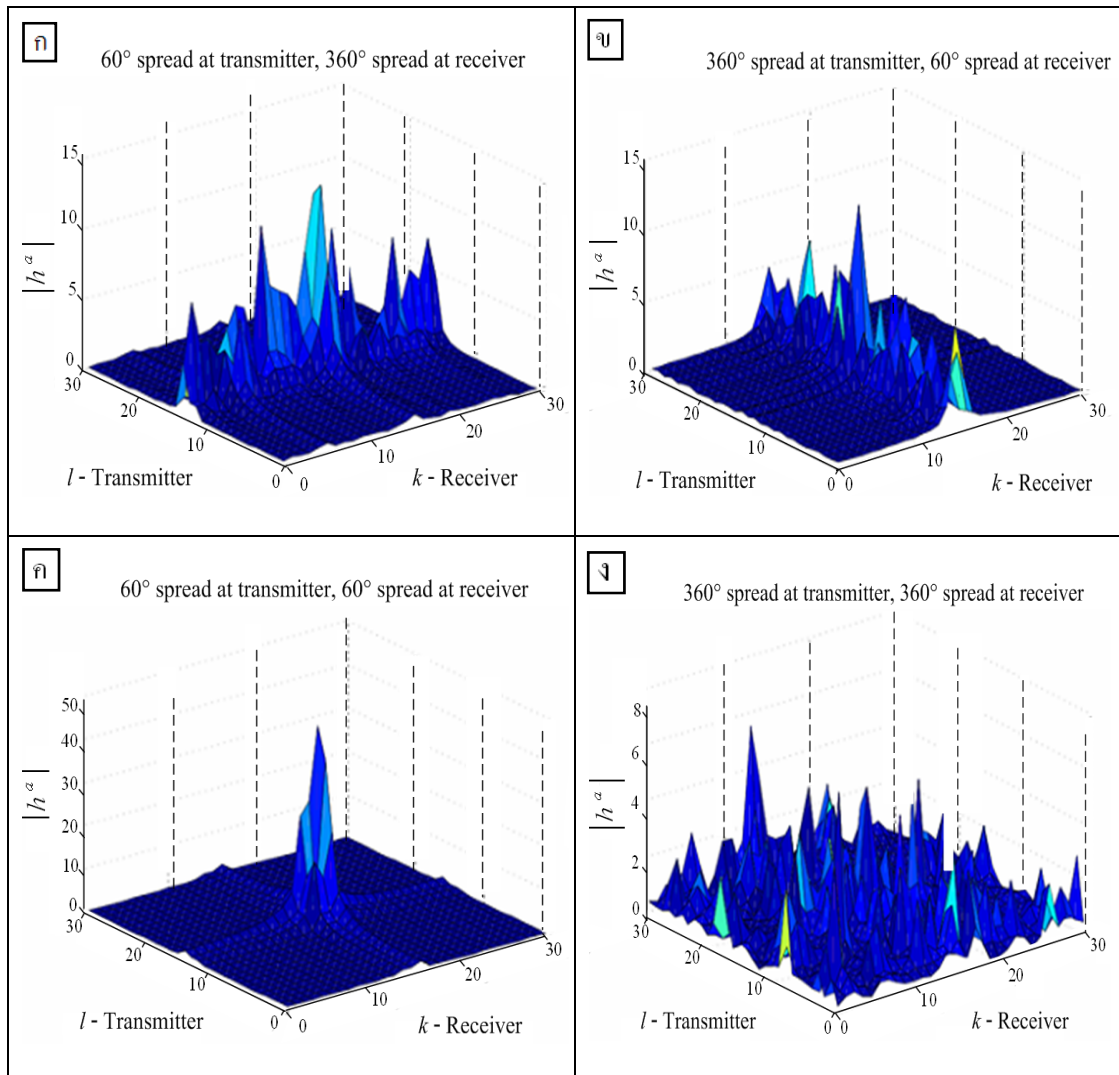 ก
60° spread at transmitter, 360° spread at receiver
15
10
5
0
|h ᵃ|
30
20
10
0
l - Transmitter
0
10
20
30
k - Receiver
ข
360° spread at transmitter, 60° spread at receiver
15
10
5
0
|h ᵃ|
30
20
10
0
l - Transmitter
0
10
20
30
k - Receiver
ค
60° spread at transmitter, 60° spread at receiver
50
40
30
20
10
0
|h ᵃ|
30
20
10
0
l - Transmitter
0
10
20
30
k - Receiver
ง
360° spread at transmitter, 360° spread at receiver
8
6
4
2
0
|h ᵃ|
30
20
10
0
l - Transmitter
0
10
20
30
k - Receiver